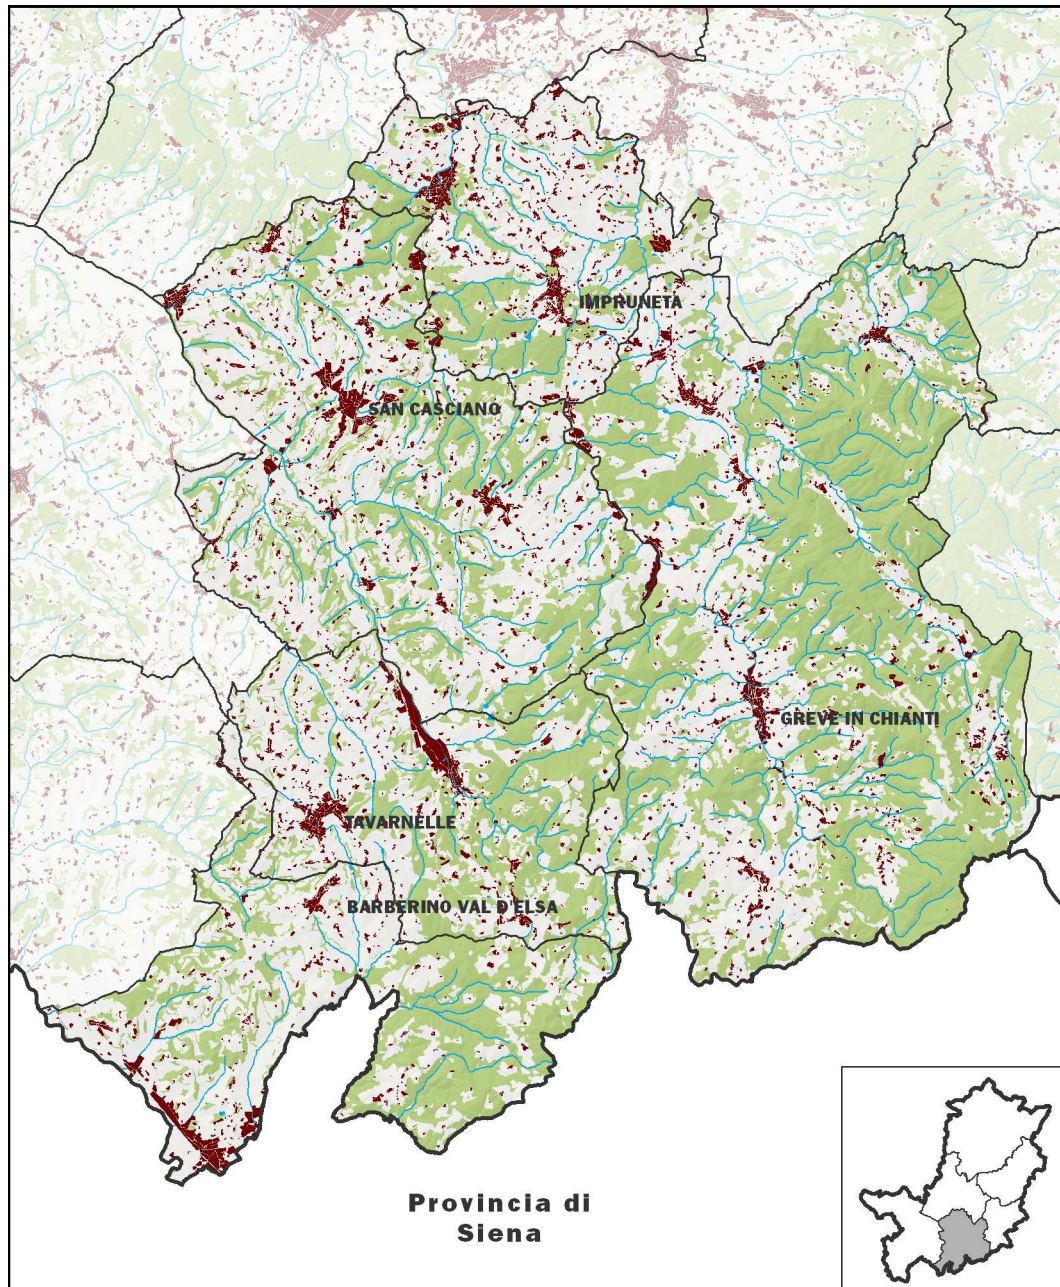 IMPRUNETA
SAN CASCIANO
GREVE IN CHIANTI
TAVARNELLE
BARBERINO VAL D'ELSA
Provincia di
Siena